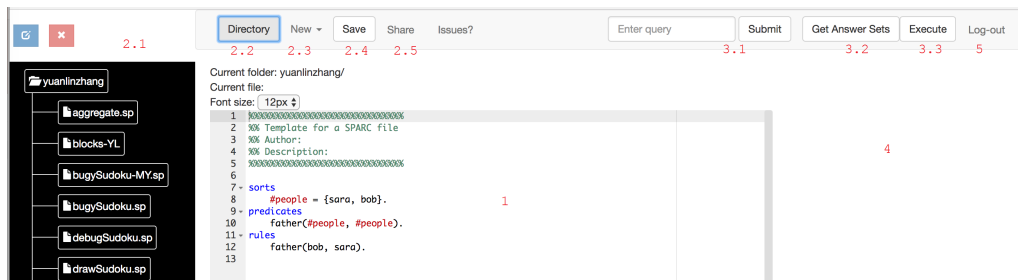 Directory New Save Share Issues? Enter query Submit Get Answer Sets Execute Log-out
2.1 2.2 2.3 2.4 2.5 3.1 3.2 3.3 5
yuanlinzhang
aggregate.sp
blocks-YL
bugySudoku-MY.sp
bugySudoku.sp
debugSudoku.sp
drawSudoku.sp
Current folder: yuanlinzhang/
Current file:
Font size: 12px
1 %%%%%%%%%%%%%%%%%%%%%%%%%%%%%
2 %% Template for a SPARC file
3 %% Author:
4 %% Description:
5 %%%%%%%%%%%%%%%%%%%%%%%%%%%%%
6
7 sorts
8 #people = {sara, bob}.
9 predicates
10 father(#people, #people).
11 rules
12 father(bob, sara).
13
1
4